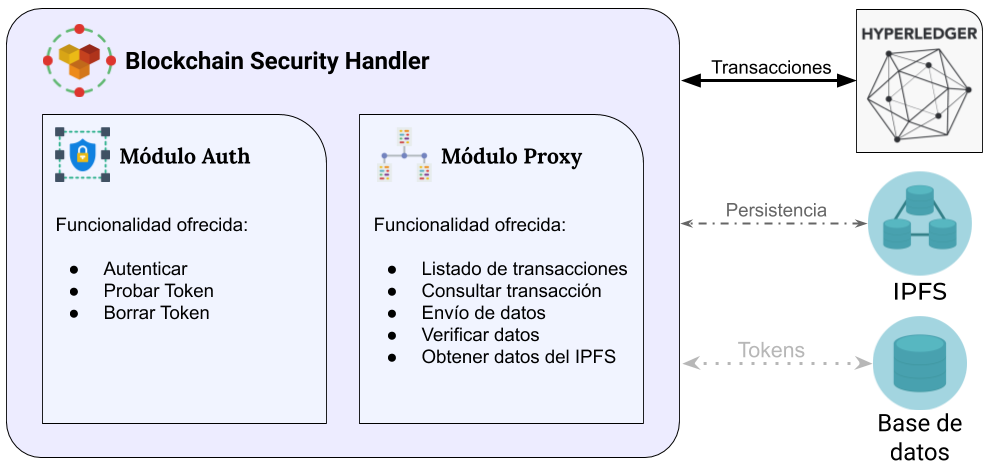 Blockchain Security Handler
Módulo Auth
Funcionalidad ofrecida:
● Autenticar
● Probar Token
● Borrar Token
Módulo Proxy
Funcionalidad ofrecida:
● Listado de transacciones
● Consultar transacción
● Envío de datos
● Verificar datos
● Obtener datos del IPFS
Transacciones
HYPERLEDGER
Persistencia
IPFS
Tokens
Base de
datos